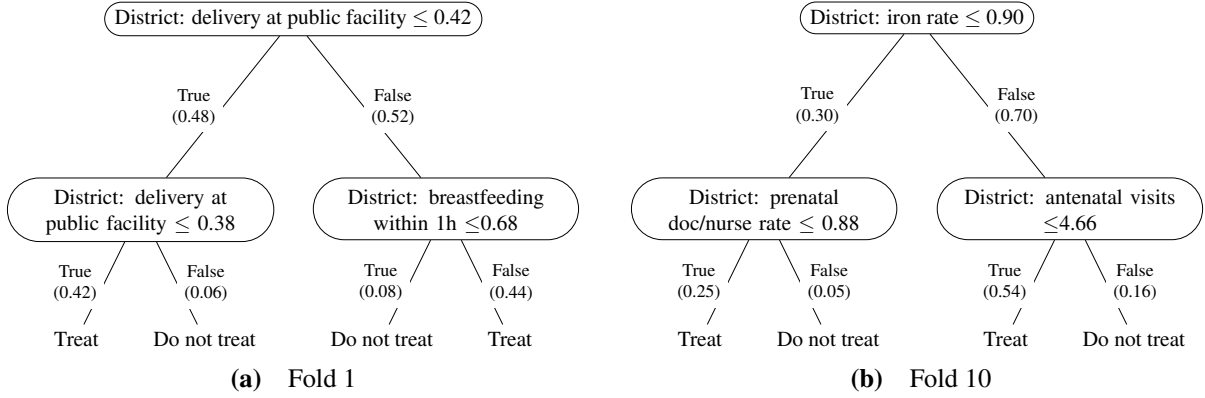 District: delivery at public facility ≤ 0.42
True
(0.48)
False
(0.52)
District: delivery at
public facility ≤ 0.38
District: breastfeeding
within 1h ≤0.68
True
(0.42)
False
(0.06)
True
(0.08)
False
(0.44)
Treat
Do not treat
Do not treat
Treat
(a) Fold 1
District: iron rate ≤ 0.90
True
(0.30)
False
(0.70)
District: prenatal
doc/nurse rate ≤ 0.88
District: antenatal visits
≤4.66
True
(0.25)
False
(0.05)
True
(0.54)
False
(0.16)
Treat
Do not treat
Treat
Do not treat
(b) Fold 10